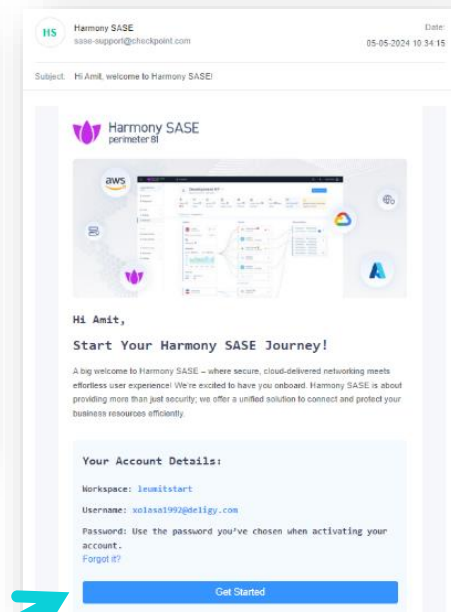 HS
Harmony SASE
sase-support@checkpoint.com
Date:
05-05-2024 10:34:15
Subject: Hi Amit, welcome to Harmony SASE!
Harmony SASE
perimeter 81
aws
Hi Amit,
Start Your Harmony SASE Journey!
A big welcome to Harmony SASE – where secure, cloud-delivered networking meets
effortless user experience! We're excited to have you onboard. Harmony SASE is about
providing more than just security; we offer a unified solution to connect and protect your
business resources efficiently.
Your Account Details:
Workspace: leumitstart
Username: xolasa1992@deligy.com
Password: Use the password you've chosen when activating your
account.
Forgot it?
Get Started